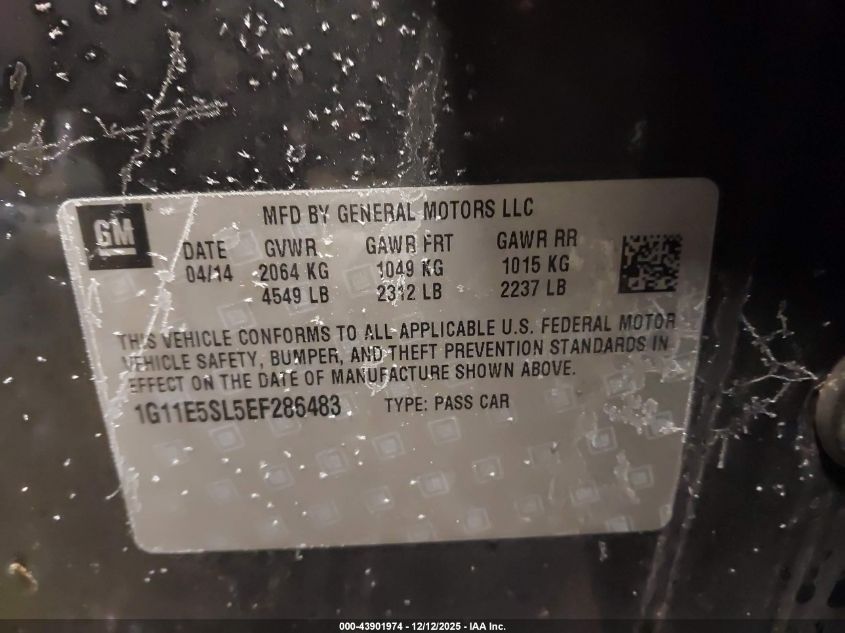 GM
®
MFD BY GENERAL MOTORS LLC
DATE GVWR GAWR FRT GAWR RR
04/14 2064 KG 1049 KG 1015 KG
4549 LB 2312 LB 2237 LB
THIS VEHICLE CONFORMS TO ALL APPLICABLE U.S. FEDERAL MOTOR
VEHICLE SAFETY, BUMPER, AND THEFT PREVENTION STANDARDS IN
EFFECT ON THE DATE OF MANUFACTURE SHOWN ABOVE.
1G11E5SL5EF286483 TYPE: PASS CAR
000-43901974 - 12/12/2025 - IAA Inc.